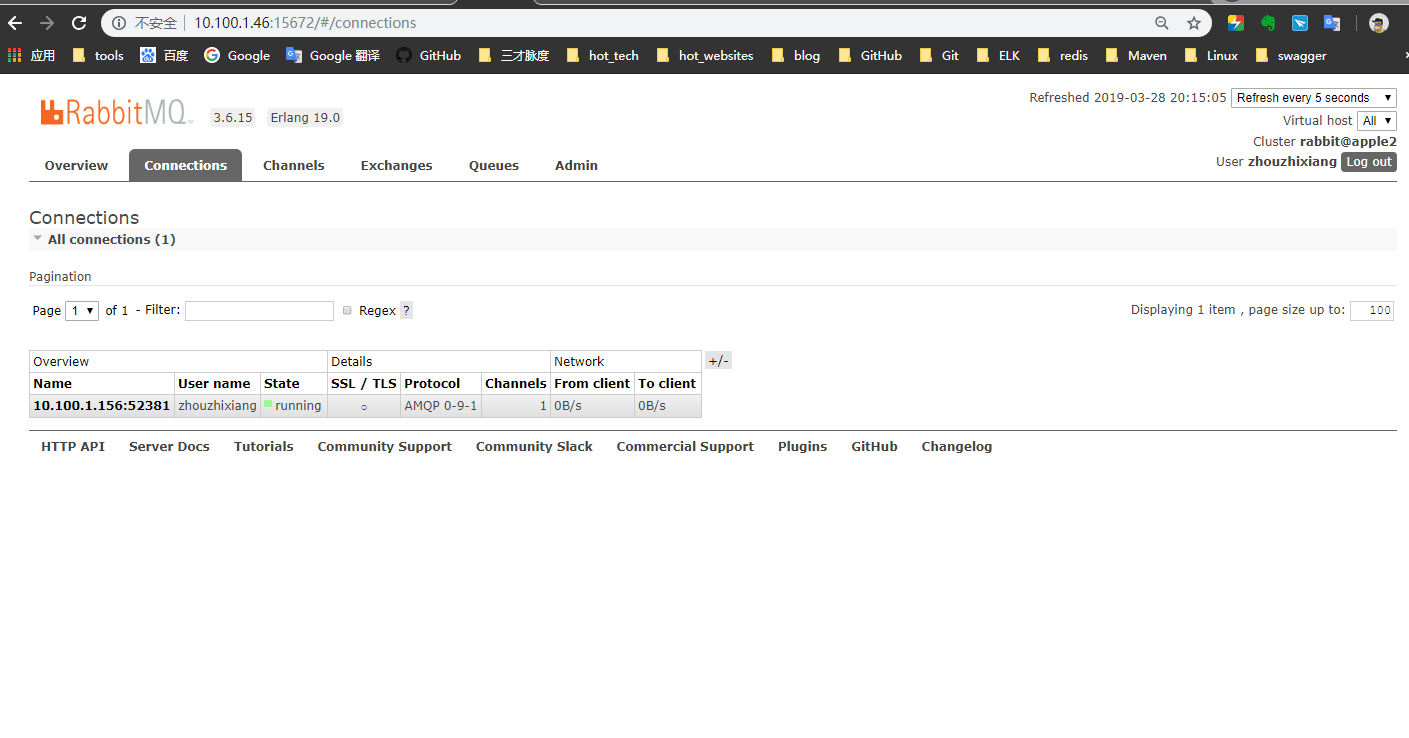 不安全 10.100.1.46:15672/#/connections
应用 tools 百度 Google Google 翻译 GitHub 三才脉度 hot_tech hot_websites blog GitHub Git ELK redis Maven Linux swagger
RabbitMQ 3.6.15 Erlang 19.0
Refreshed 2019-03-28 20:15:05 Refresh every 5 seconds
Virtual host All
Cluster rabbit@apple2
User zhouzhixiang Log out
Overview Connections Channels Exchanges Queues Admin
Connections
All connections (1)
Pagination
Page 1 of 1 - Filter: Regex ? Displaying 1 item , page size up to: 100
Overview Details Network +/-
Name User name State SSL / TLS Protocol Channels From client To client
10.100.1.156:52381 zhouzhixiang running ○ AMQP 0-9-1 1 0B/s 0B/s
HTTP API Server Docs Tutorials Community Support Community Slack Commercial Support Plugins GitHub Changelog